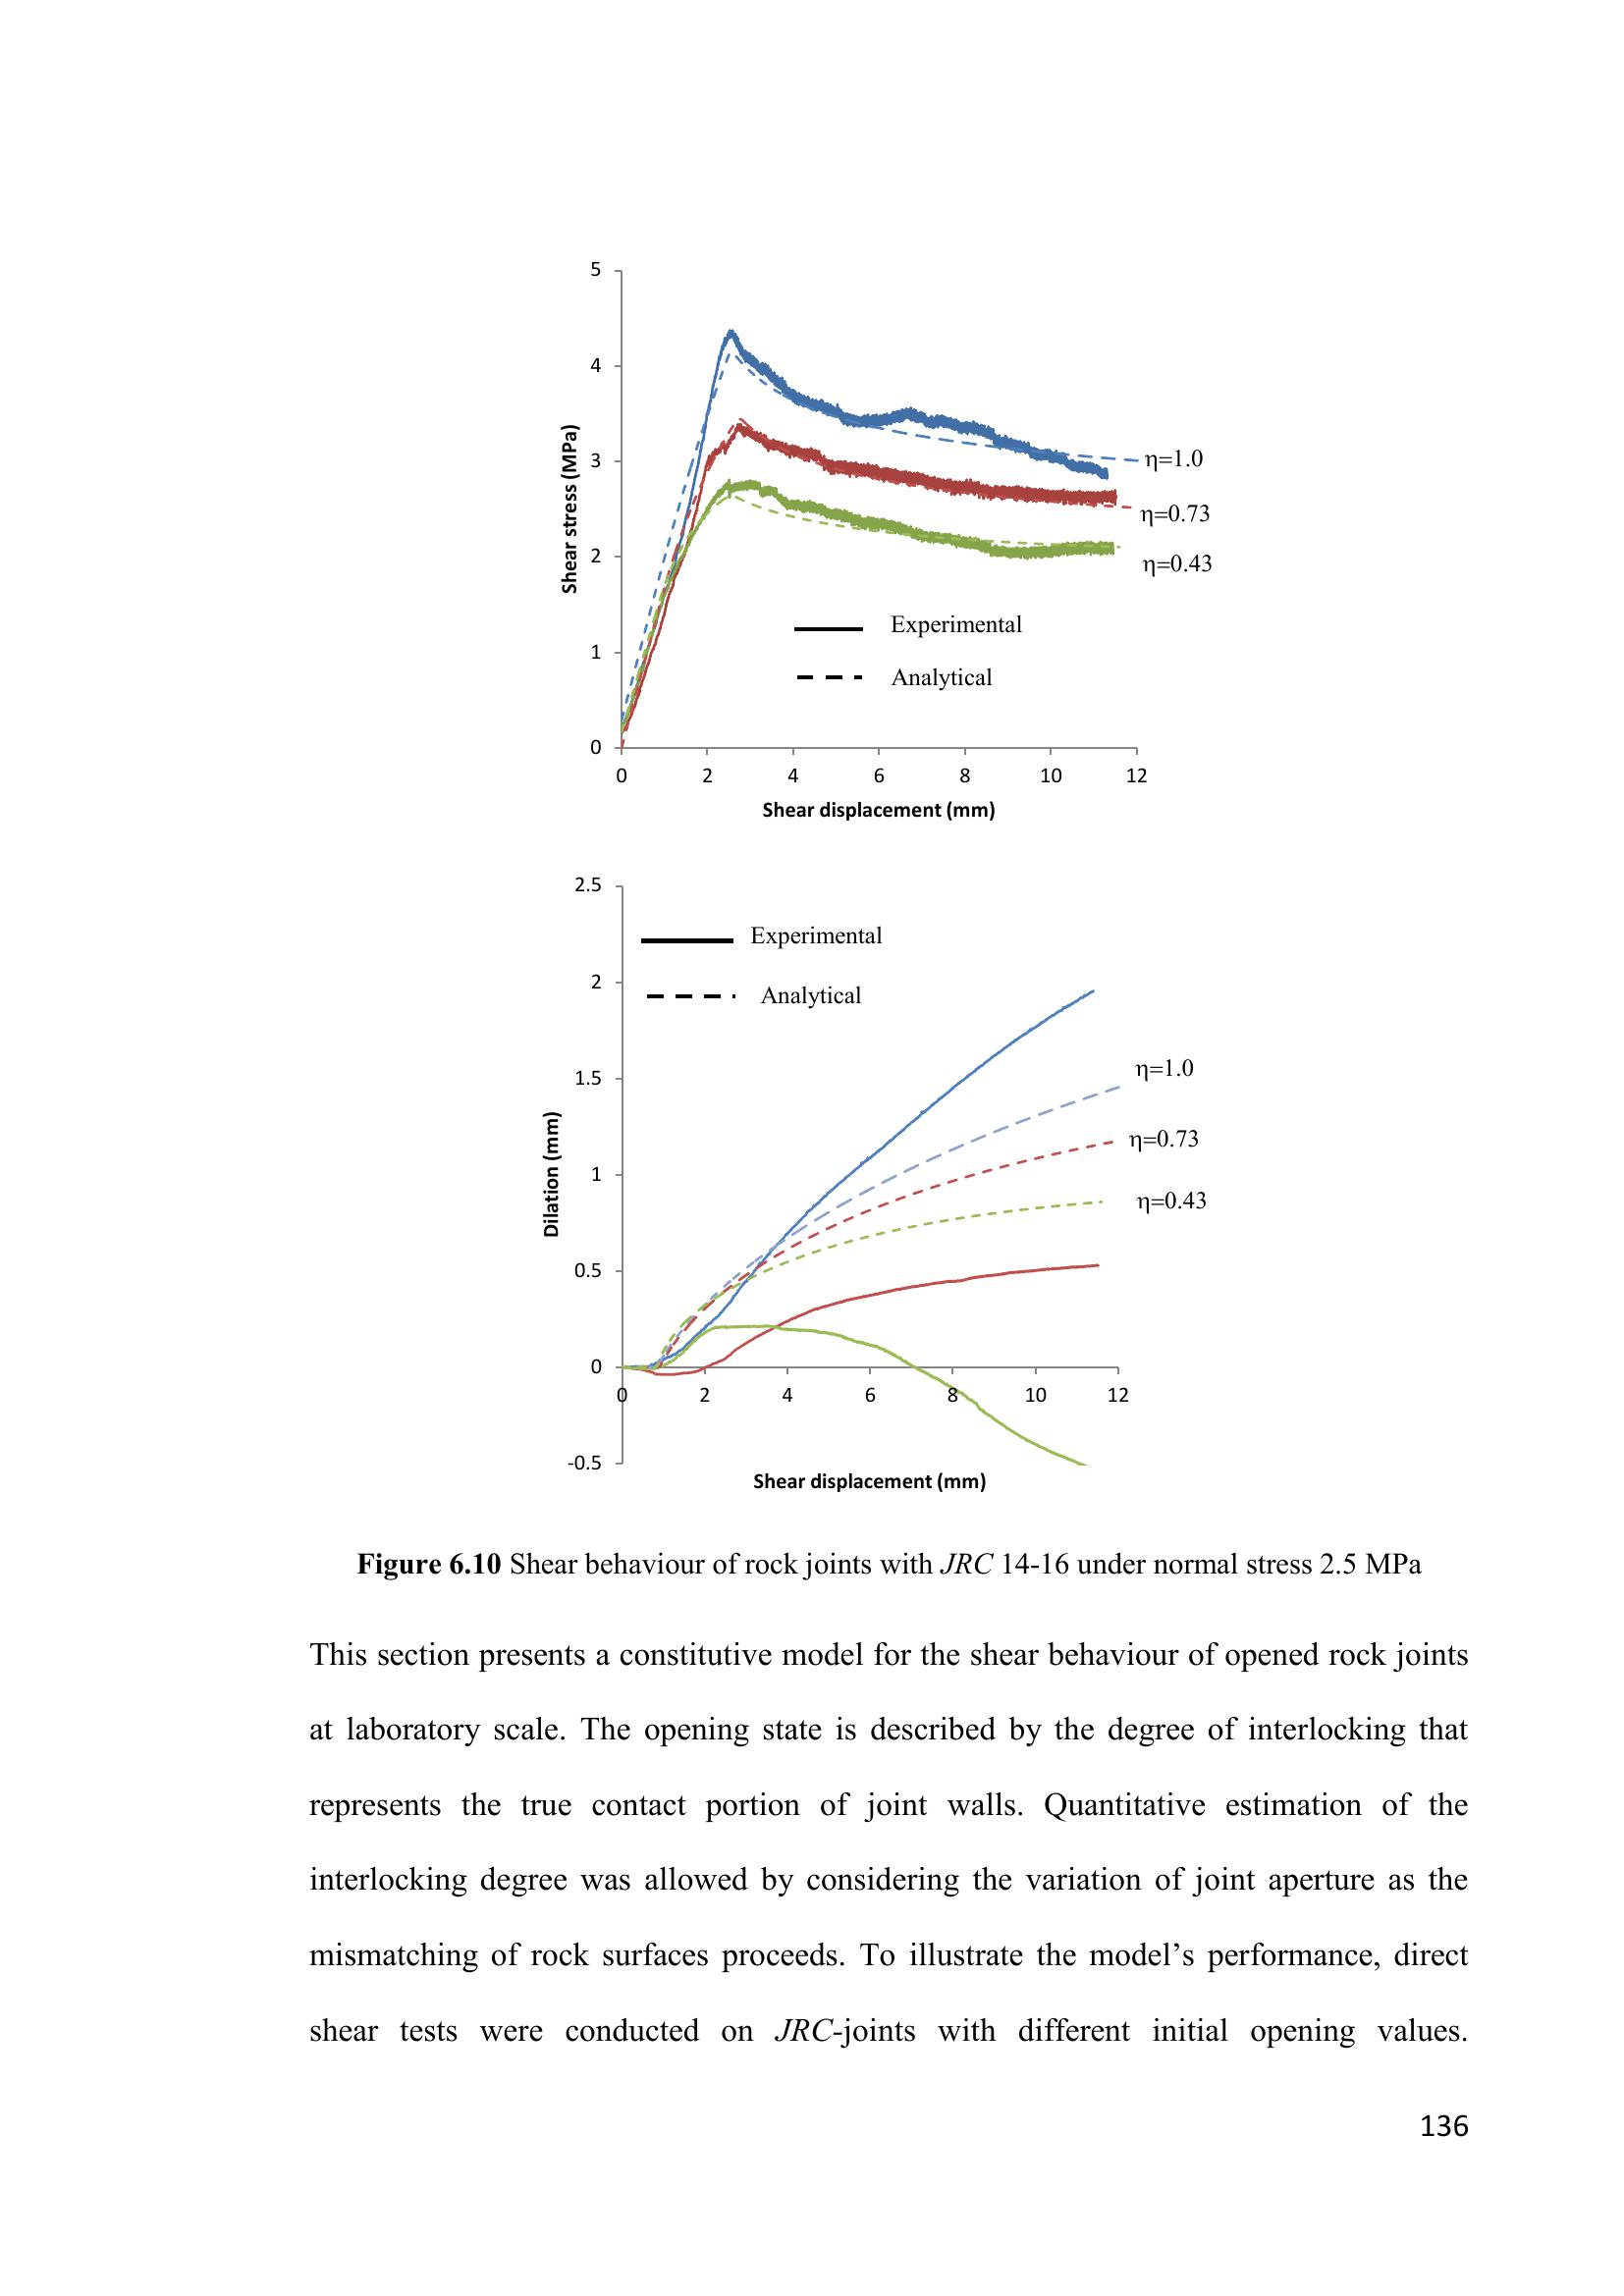 5
4
3
2
1
0
Shear stress (MPa)
η=1.0
η=0.73
η=0.43
Experimental
Analytical
0 2 4 6 8 10 12
Shear displacement (mm)
2.5
2
1.5
1
0.5
0
-0.5
Dilation (mm)
Experimental
Analytical
η=1.0
η=0.73
η=0.43
0 2 4 6 8 10 12
Shear displacement (mm)
Figure 6.10 Shear behaviour of rock joints with JRC 14-16 under normal stress 2.5 MPa
This section presents a constitutive model for the shear behaviour of opened rock joints
at laboratory scale. The opening state is described by the degree of interlocking that
represents the true contact portion of joint walls. Quantitative estimation of the
interlocking degree was allowed by considering the variation of joint aperture as the
mismatching of rock surfaces proceeds. To illustrate the model’s performance, direct
shear tests were conducted on JRC-joints with different initial opening values.
136